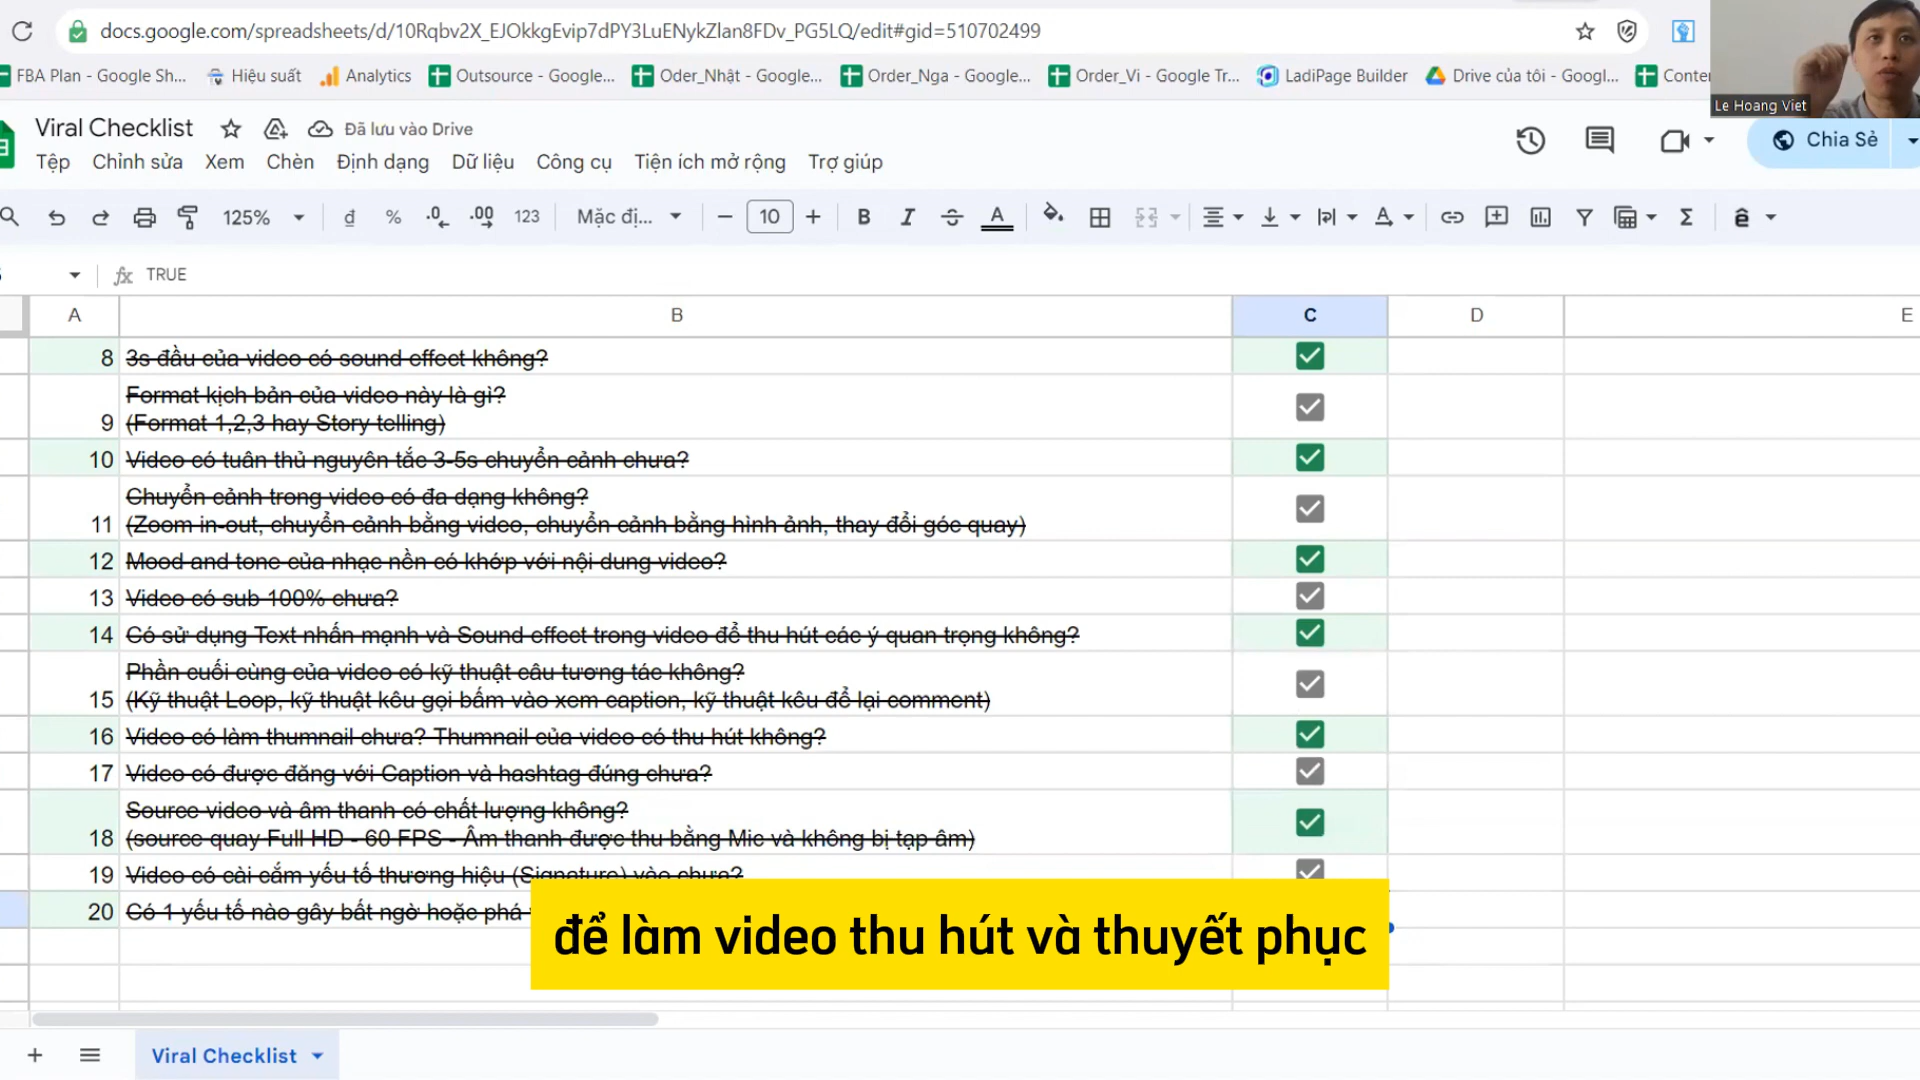 docs.google.com/spreadsheets/d/10Rqbv2X_EJOkkgEvip7dPY3LuENykZlan8FDv_PG5LQ/edit#gid=510702499
FBA Plan - Google Sh... Hiệu suất Analytics Outsource - Google... Oder_Nhật - Google... Order_Nga - Google... Order_Vi - Google Tr... LadiPage Builder Drive của tôi - Googl... Conte
Le Hoang Viet
Viral Checklist Đã lưu vào Drive
Tệp Chỉnh sửa Xem Chèn Định dạng Dữ liệu Công cụ Tiện ích mở rộng Trợ giúp
Chia Sẻ
125% đ % .0 .00 123 Mặc đị... 10 B I A Σ ê
fx TRUE
A B C D E
8 3s đầu của video có sound effect không?
Format kịch bản của video này là gì?
9 (Format 1,2,3 hay Story telling)
10 Video có tuân thủ nguyên tắc 3-5s chuyển cảnh chưa?
Chuyển cảnh trong video có đa dạng không?
11 (Zoom in-out, chuyển cảnh bằng video, chuyển cảnh bằng hình ảnh, thay đổi góc quay)
12 Mood and tone của nhạc nền có khớp với nội dung video?
13 Video có sub 100% chưa?
14 Có sử dụng Text nhấn mạnh và Sound effect trong video để thu hút các ý quan trọng không?
Phần cuối cùng của video có kỹ thuật câu tương tác không?
15 (Kỹ thuật Loop, kỹ thuật kêu gọi bấm vào xem caption, kỹ thuật kêu để lại comment)
16 Video có làm thumnail chưa? Thumnail của video có thu hút không?
17 Video có được đăng với Caption và hashtag đúng chưa?
Source video và âm thanh có chất lượng không?
18 (source quay Full HD - 60 FPS - Âm thanh được thu bằng Mic và không bị tạp âm)
19 Video có cài cắm yếu tố thương hiệu (Signature) vào chưa?
20 Có 1 yếu tố nào gây bất ngờ hoặc phá
để làm video thu hút và thuyết phục
Viral Checklist